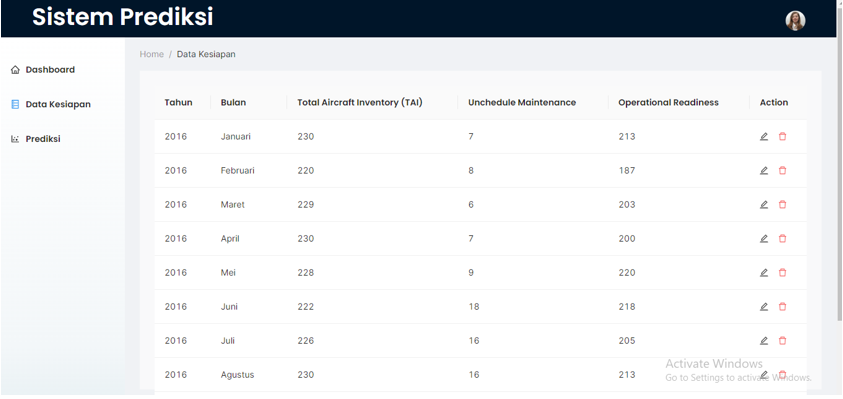 Sistem Prediksi
Home / Data Kesiapan
Dashboard
Data Kesiapan
Prediksi
Tahun Bulan Total Aircraft Inventory (TAI) Unchedule Maintenance Operational Readiness Action
2016 Januari 230 7 213
2016 Februari 220 8 187
2016 Maret 229 6 203
2016 April 230 7 200
2016 Mei 228 9 220
2016 Juni 222 18 218
2016 Juli 226 16 205
2016 Agustus 230 16 213
Activate Windows
Go to Settings to activate Windows.